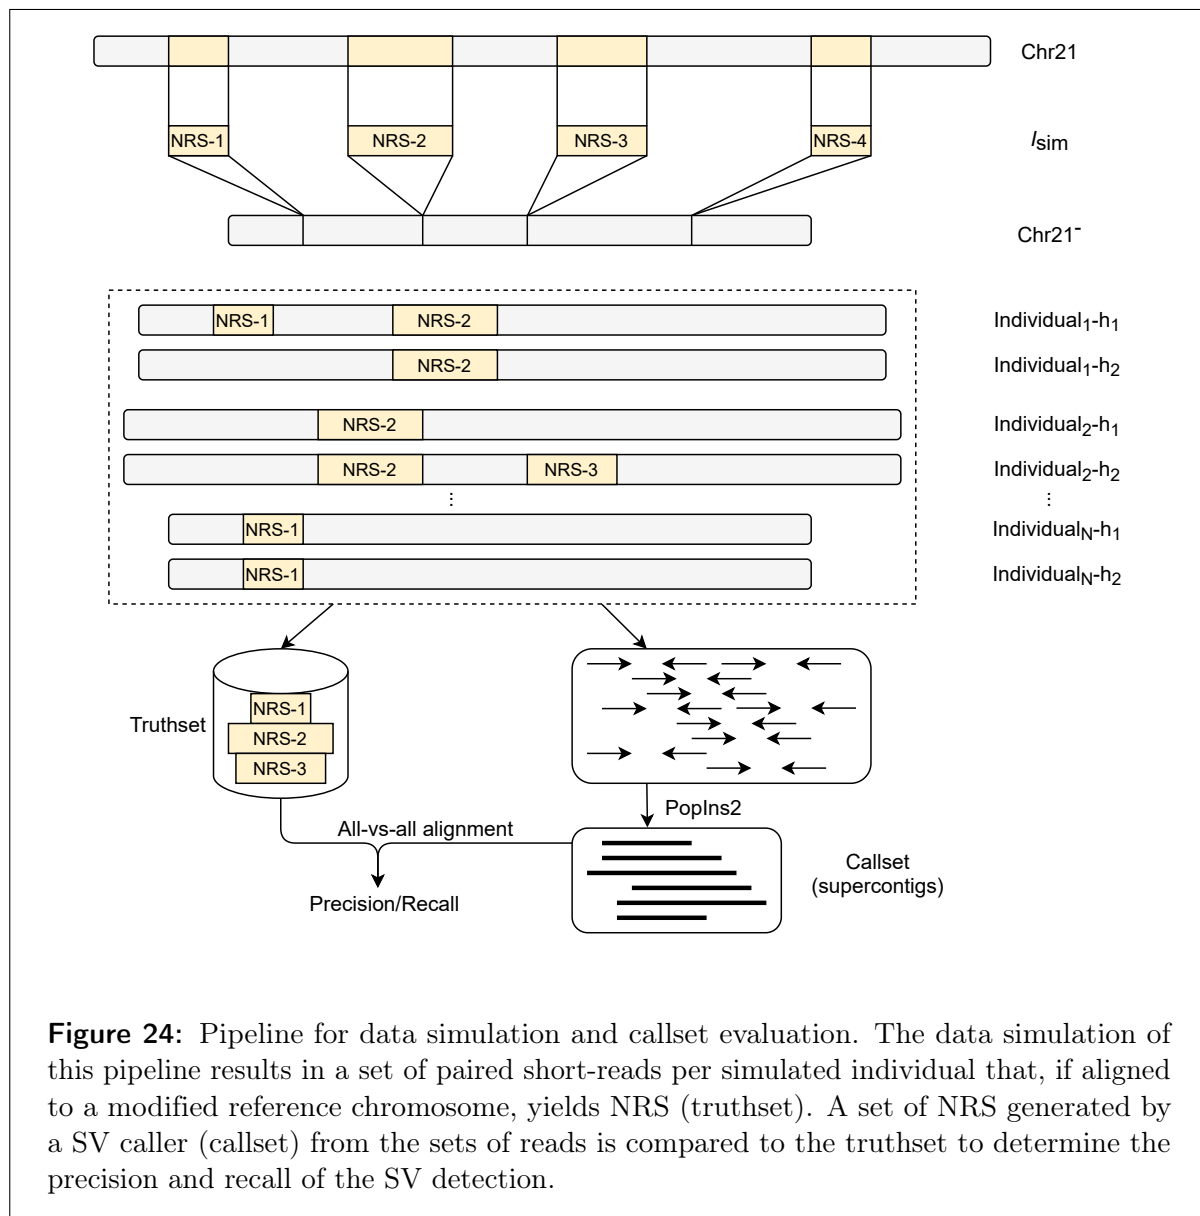 Chr21
NRS-1 NRS-2 NRS-3 NRS-4 Isim
Chr21-
NRS-1 NRS-2 Individual1-h1
NRS-2 Individual1-h2
NRS-2 Individual2-h1
NRS-2 NRS-3 Individual2-h2
⋮ ⋮
NRS-1 IndividualN-h1
NRS-1 IndividualN-h2
Truthset
NRS-1
NRS-2
NRS-3
PopIns2
All-vs-all alignment
Precision/Recall
Callset
(supercontigs)
Figure 24: Pipeline for data simulation and callset evaluation. The data simulation of
this pipeline results in a set of paired short-reads per simulated individual that, if aligned
to a modified reference chromosome, yields NRS (truthset). A set of NRS generated by
a SV caller (callset) from the sets of reads is compared to the truthset to determine the
precision and recall of the SV detection.